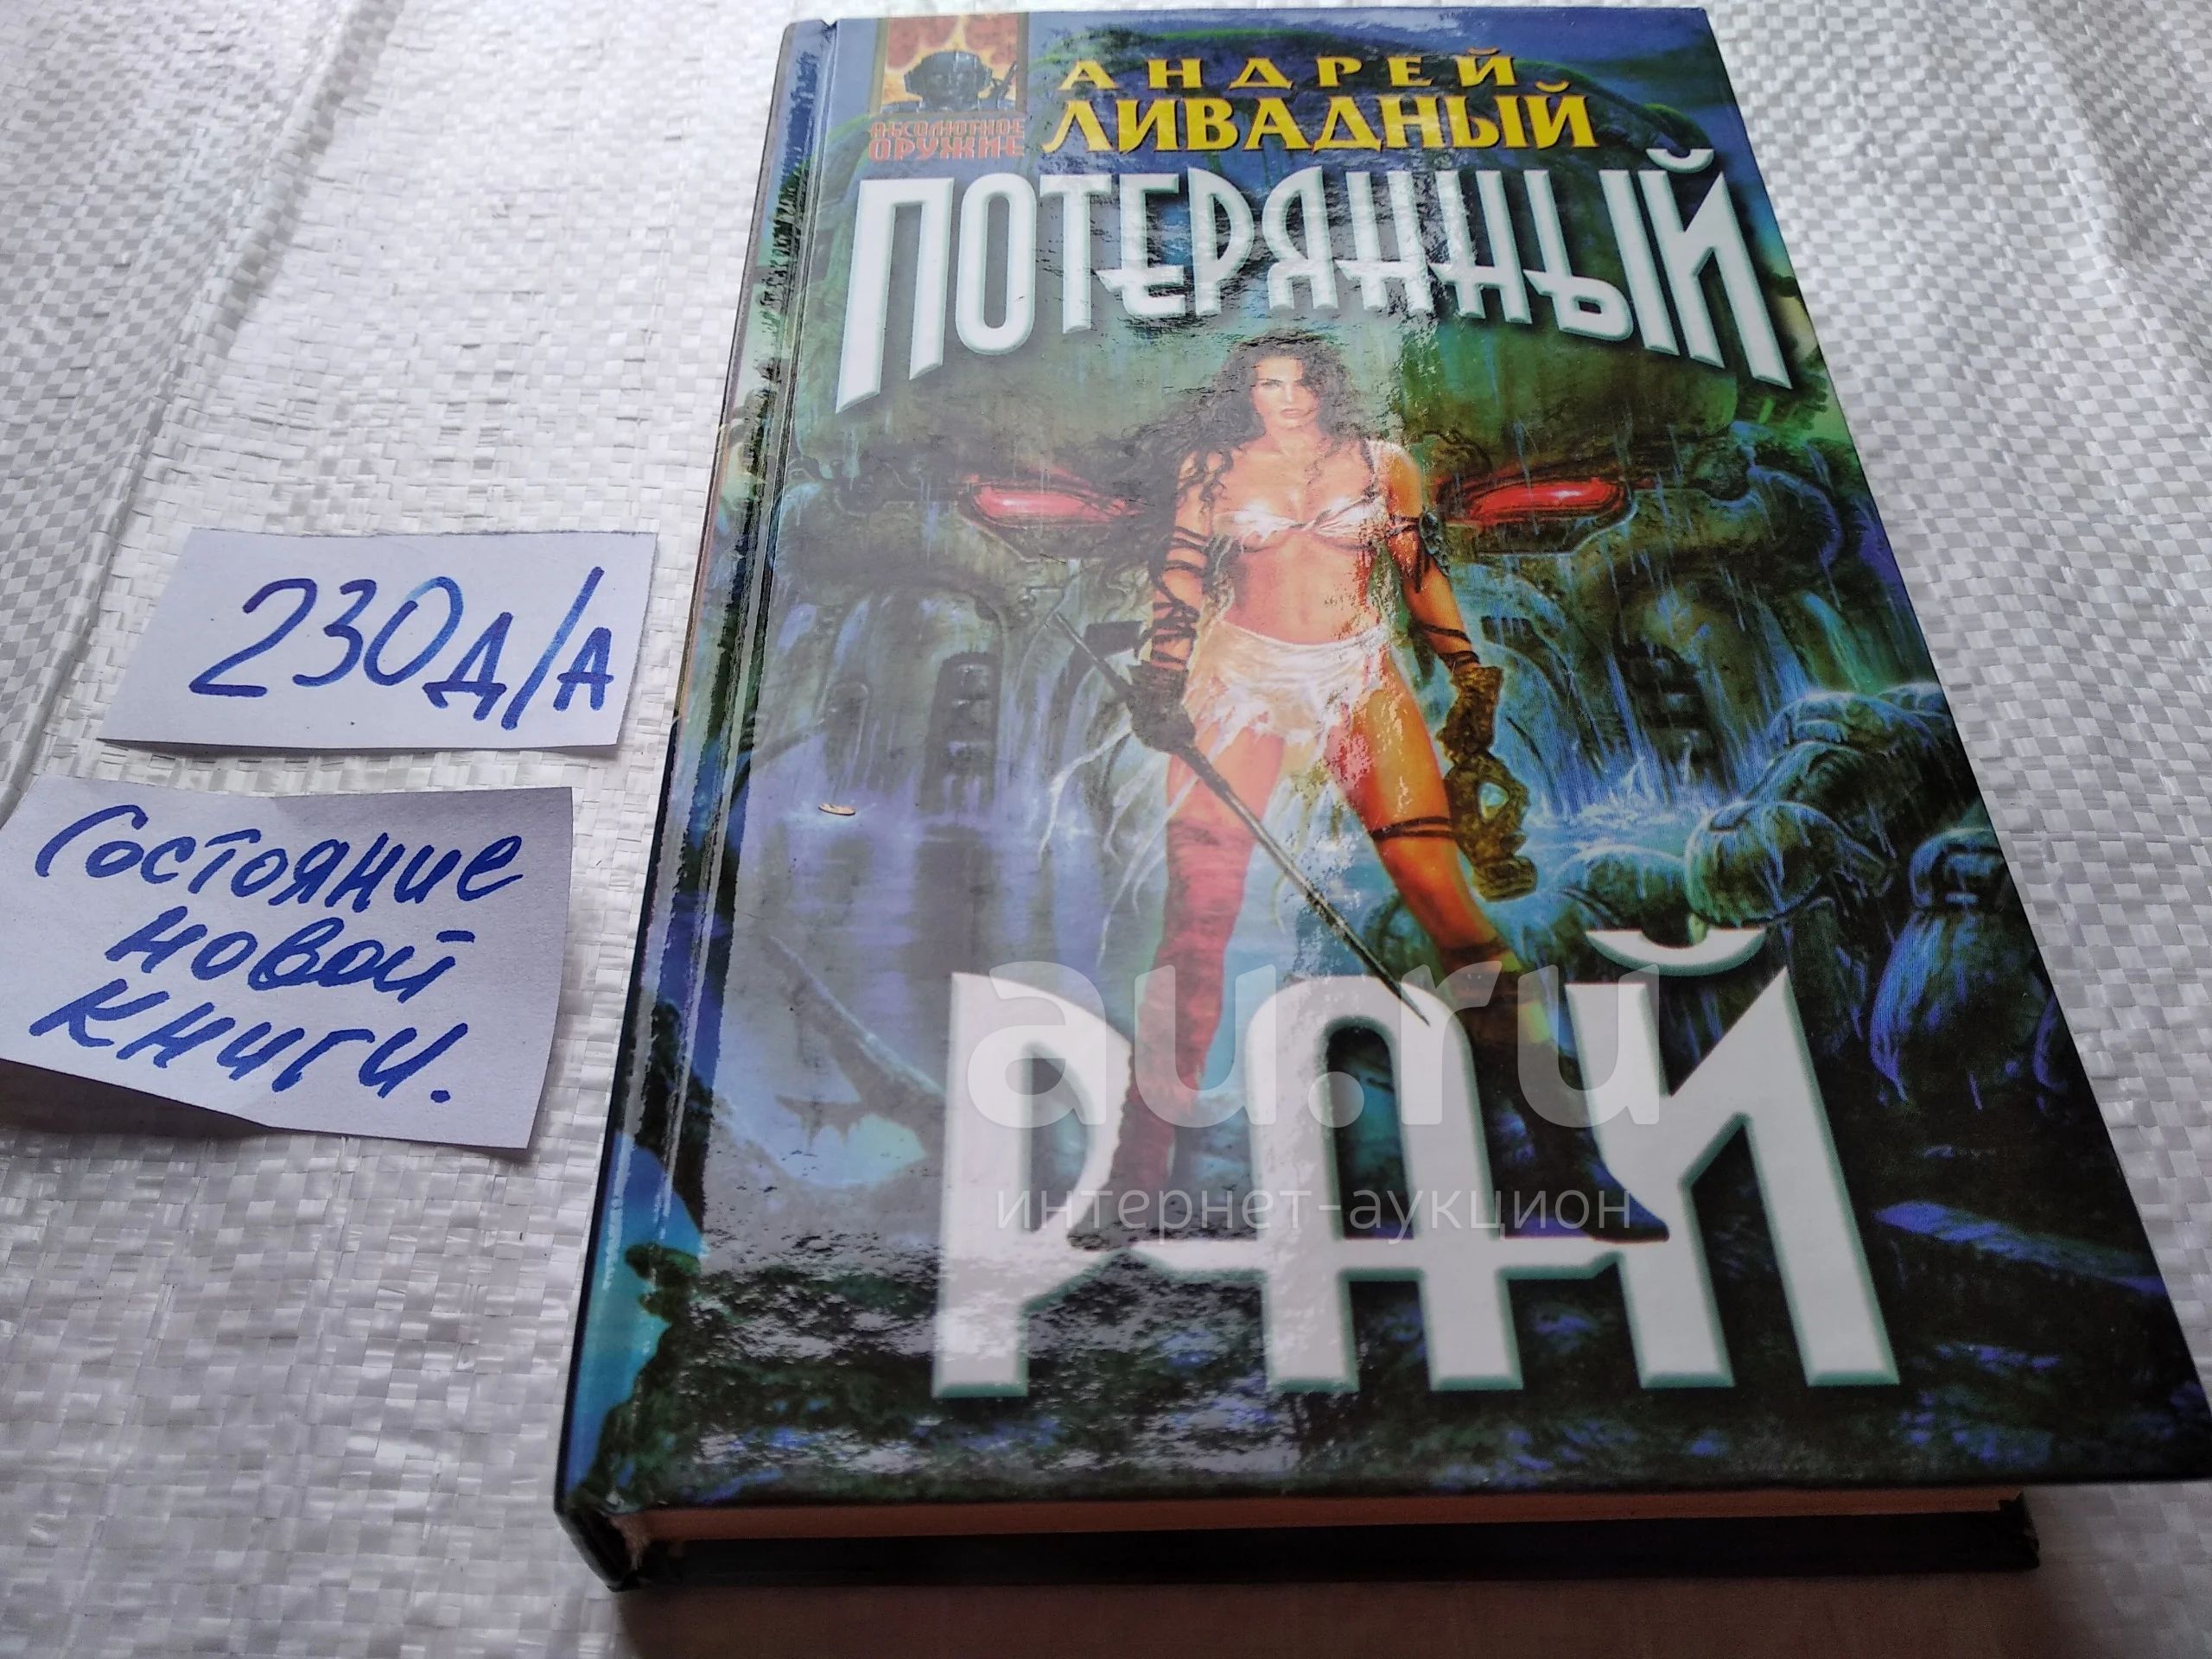 АБСОЛЮТНОЕ
ОРУЖИЕ
АНДРЕЙ
ЛИВАДНЫЙ
ПОТЕРЯННЫЙ
РАЙ
230д/А
Состояние
новой
книги.
au.ru
интернет-аукцион